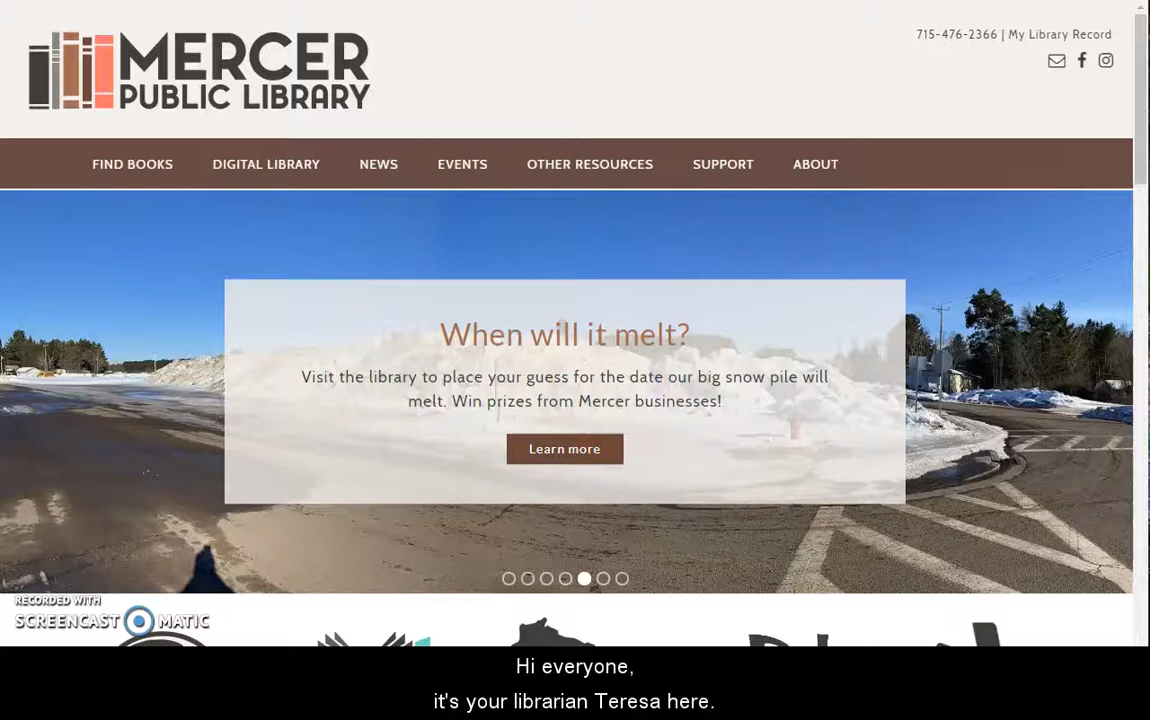 MERCER
PUBLIC LIBRARY
715-476-2366 | My Library Record
FIND BOOKS DIGITAL LIBRARY NEWS EVENTS OTHER RESOURCES SUPPORT ABOUT
When will it melt?
Visit the library to place your guess for the date our big snow pile will
melt. Win prizes from Mercer businesses!
Learn more
RECORDED WITH
SCREENCAST MATIC
Hi everyone,
it's your librarian Teresa here.